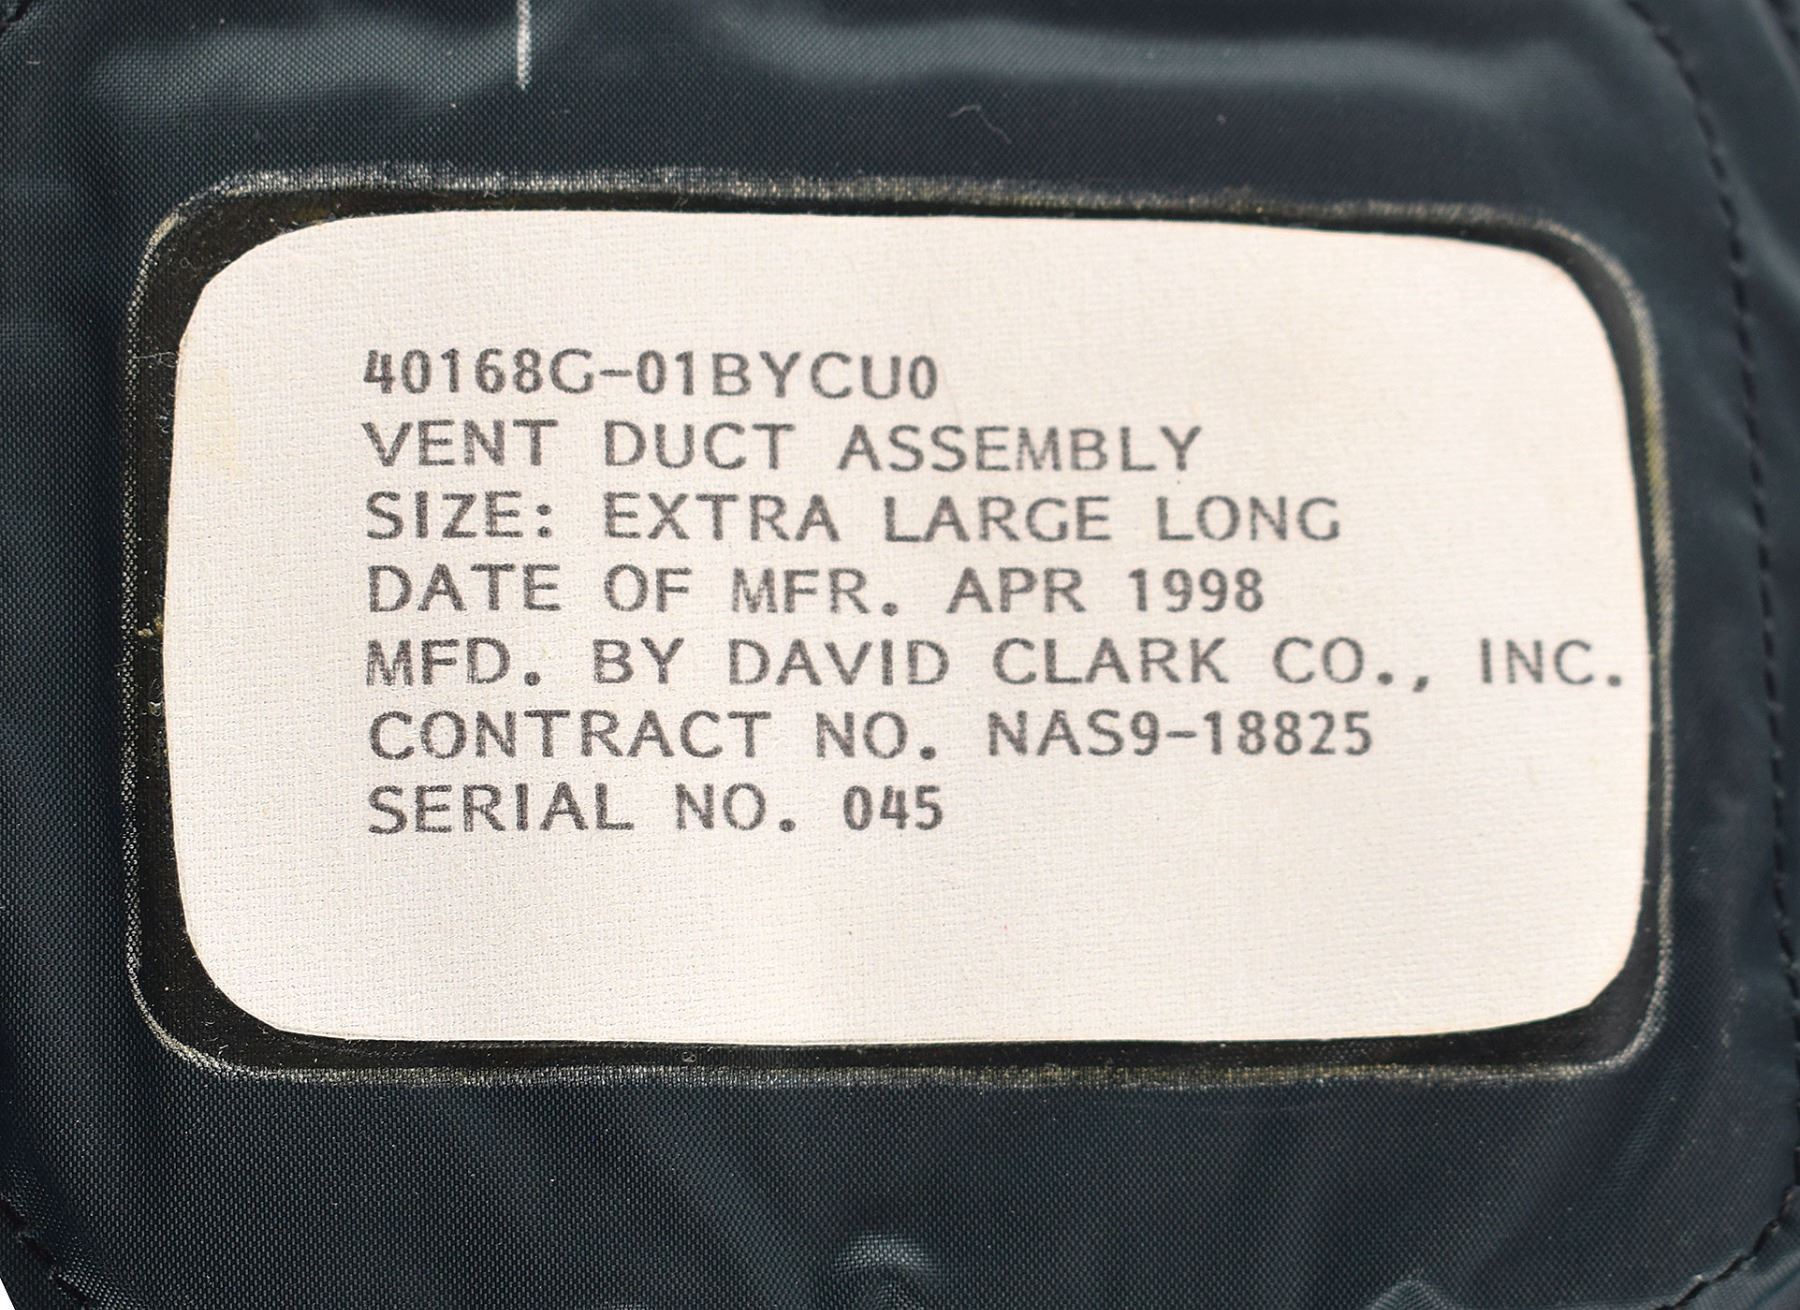 40168G-01BYCU0
VENT DUCT ASSEMBLY
SIZE: EXTRA LARGE LONG
DATE OF MFR. APR 1998
MFD. BY DAVID CLARK CO., INC.
CONTRACT NO. NAS9-18825
SERIAL NO. 045